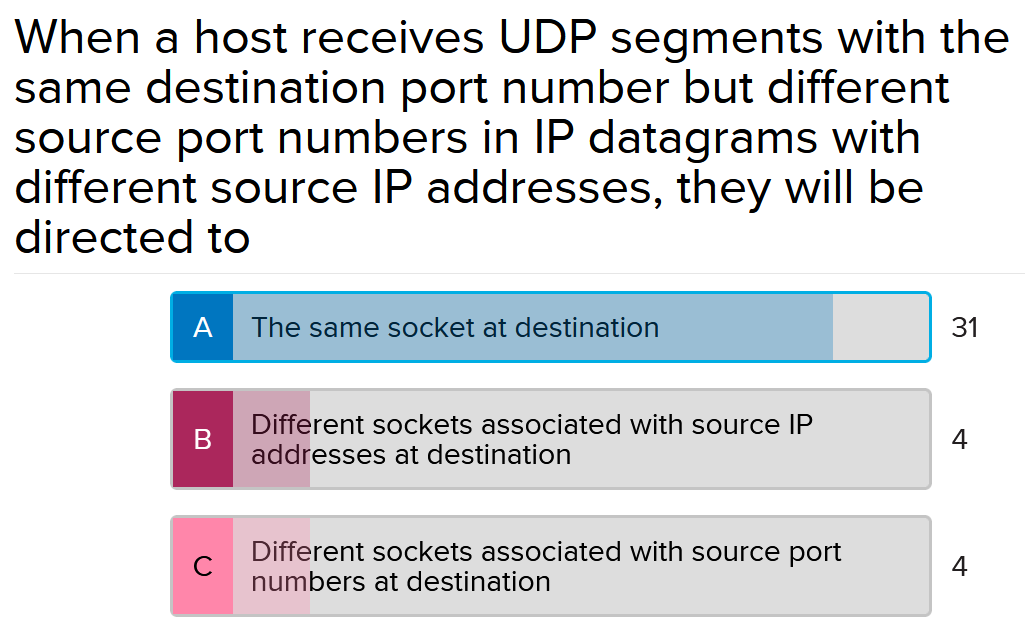 When a host receives UDP segments with the
same destination port number but different
source port numbers in IP datagrams with
different source IP addresses, they will be
directed to
A The same socket at destination 31
B Different sockets associated with source IP
addresses at destination 4
C Different sockets associated with source port
numbers at destination 4